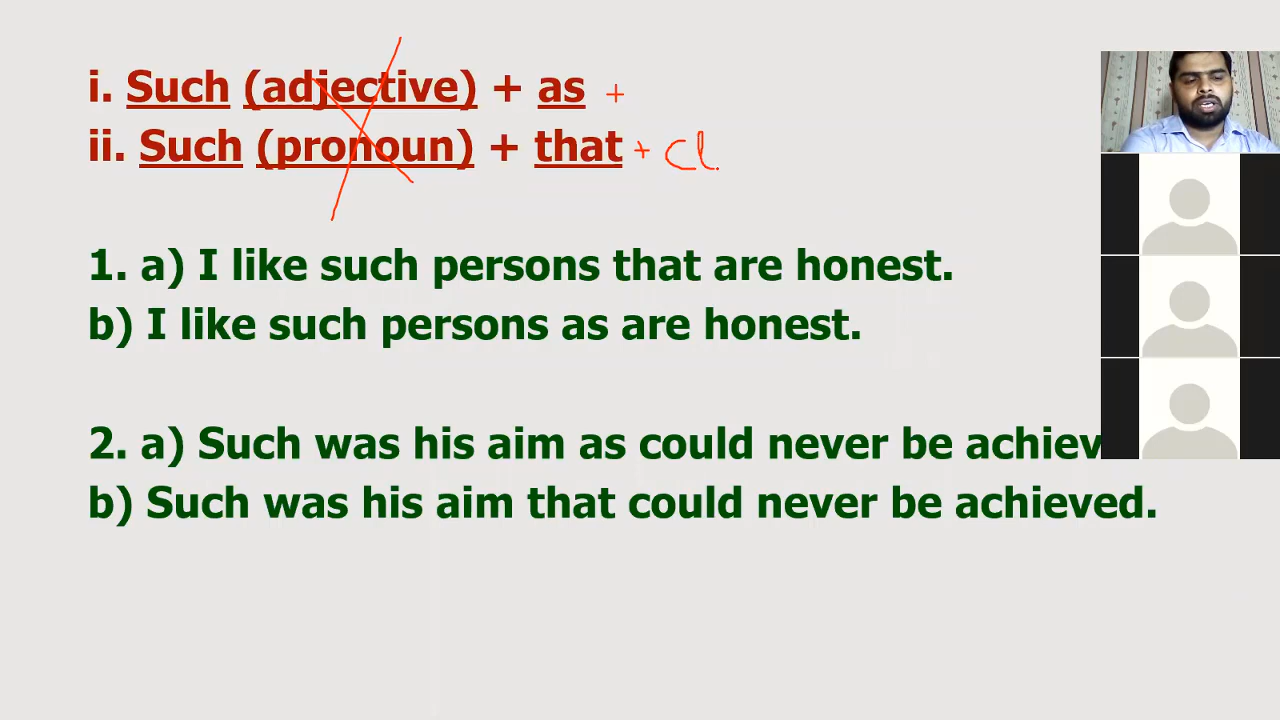 i. Such (adjective) + as +
ii. Such (pronoun) + that + Cl
1. a) I like such persons that are honest.
b) I like such persons as are honest.
2. a) Such was his aim as could never be achiev
b) Such was his aim that could never be achieved.